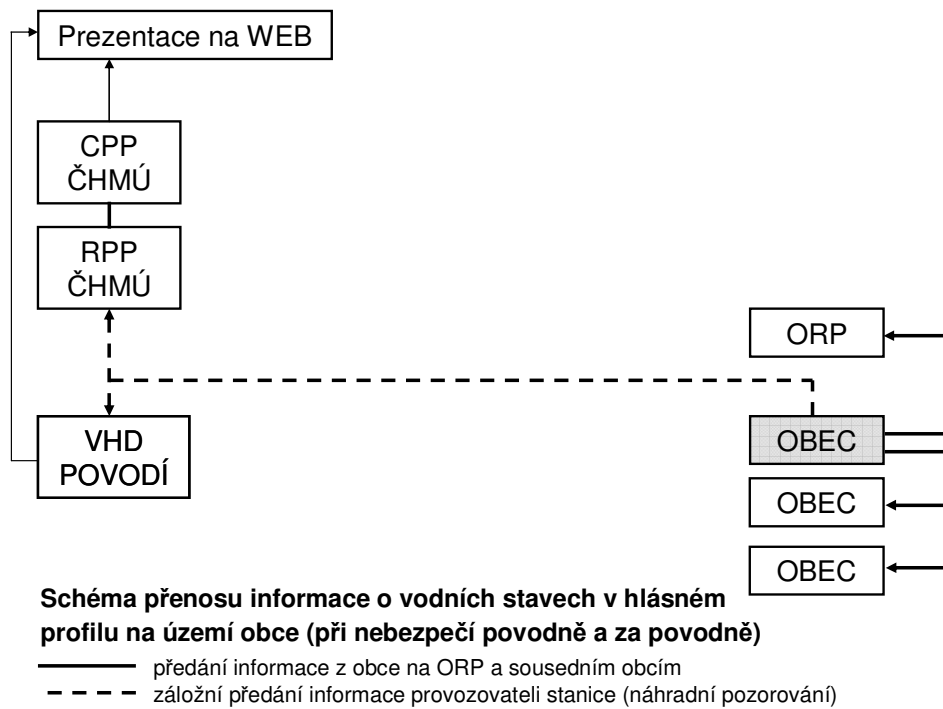 Prezentace na WEB
CPP
ČHMÚ
RPP
ČHMÚ
ORP
VHD
POVODÍ
OBEC
OBEC
OBEC
Schéma přenosu informace o vodních stavech v hlásném
profilu na území obce (při nebezpečí povodně a za povodně)
předání informace z obce na ORP a sousedním obcím
záložní předání informace provozovateli stanice (náhradní pozorování)